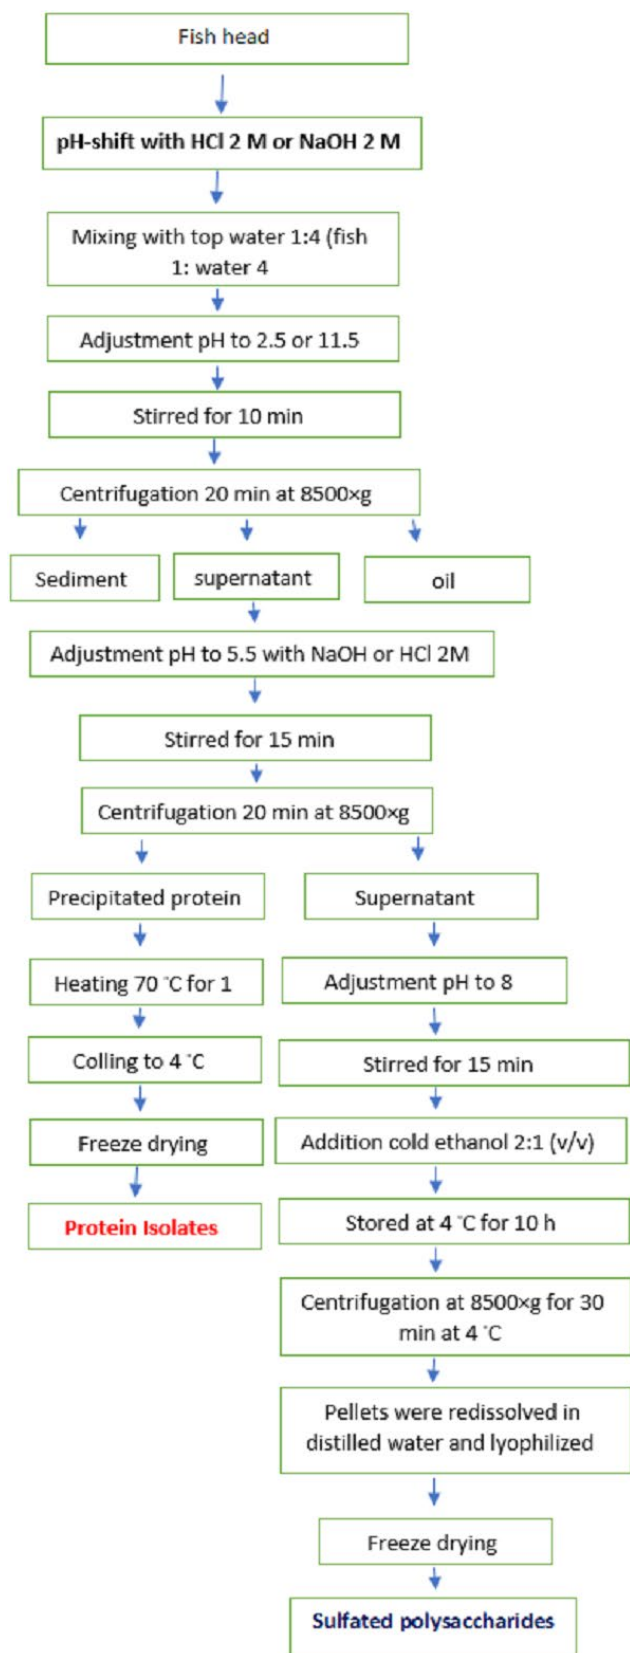 Fish head
pH-shift with HCl 2 M or NaOH 2 M
Mixing with top water 1:4 (fish
1: water 4
Adjustment pH to 2.5 or 11.5
Stirred for 10 min
Centrifugation 20 min at 8500×g
Sediment
supernatant
oil
Adjustment pH to 5.5 with NaOH or HCl 2M
Stirred for 15 min
Centrifugation 20 min at 8500×g
Precipitated protein
Supernatant
Heating 70 °C for 1
Adjustment pH to 8
Colling to 4 °C
Stirred for 15 min
Freeze drying
Addition cold ethanol 2:1 (v/v)
Protein Isolates
Stored at 4 °C for 10 h
Centrifugation at 8500×g for 30
min at 4 °C
Pellets were redissolved in
distilled water and lyophilized
Freeze drying
Sulfated polysaccharides